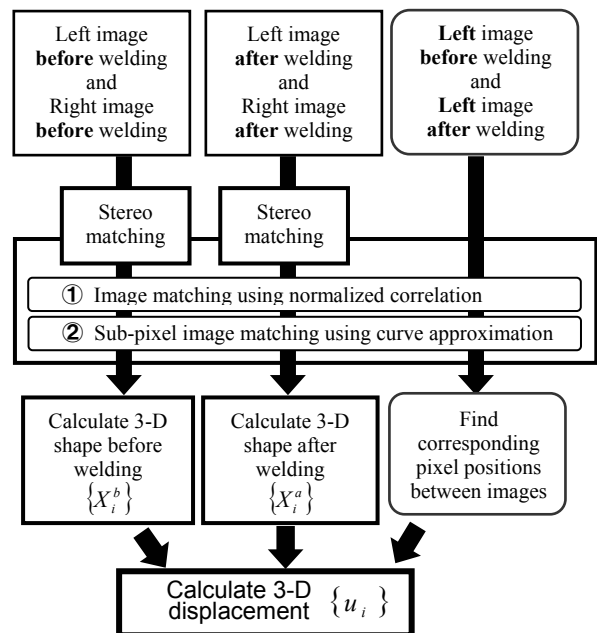 Left image
before welding
and
Right image
before welding
Left image
after welding
and
Right image
after welding
Left image
before welding
and
Left image
after welding
Stereo
matching
Stereo
matching
① Image matching using normalized correlation
② Sub-pixel image matching using curve approximation
Calculate 3-D
shape before
welding
{X_i^b}
Calculate 3-D
shape after
welding
{X_i^a}
Find
corresponding
pixel positions
between images
Calculate 3-D
displacement {u_i}